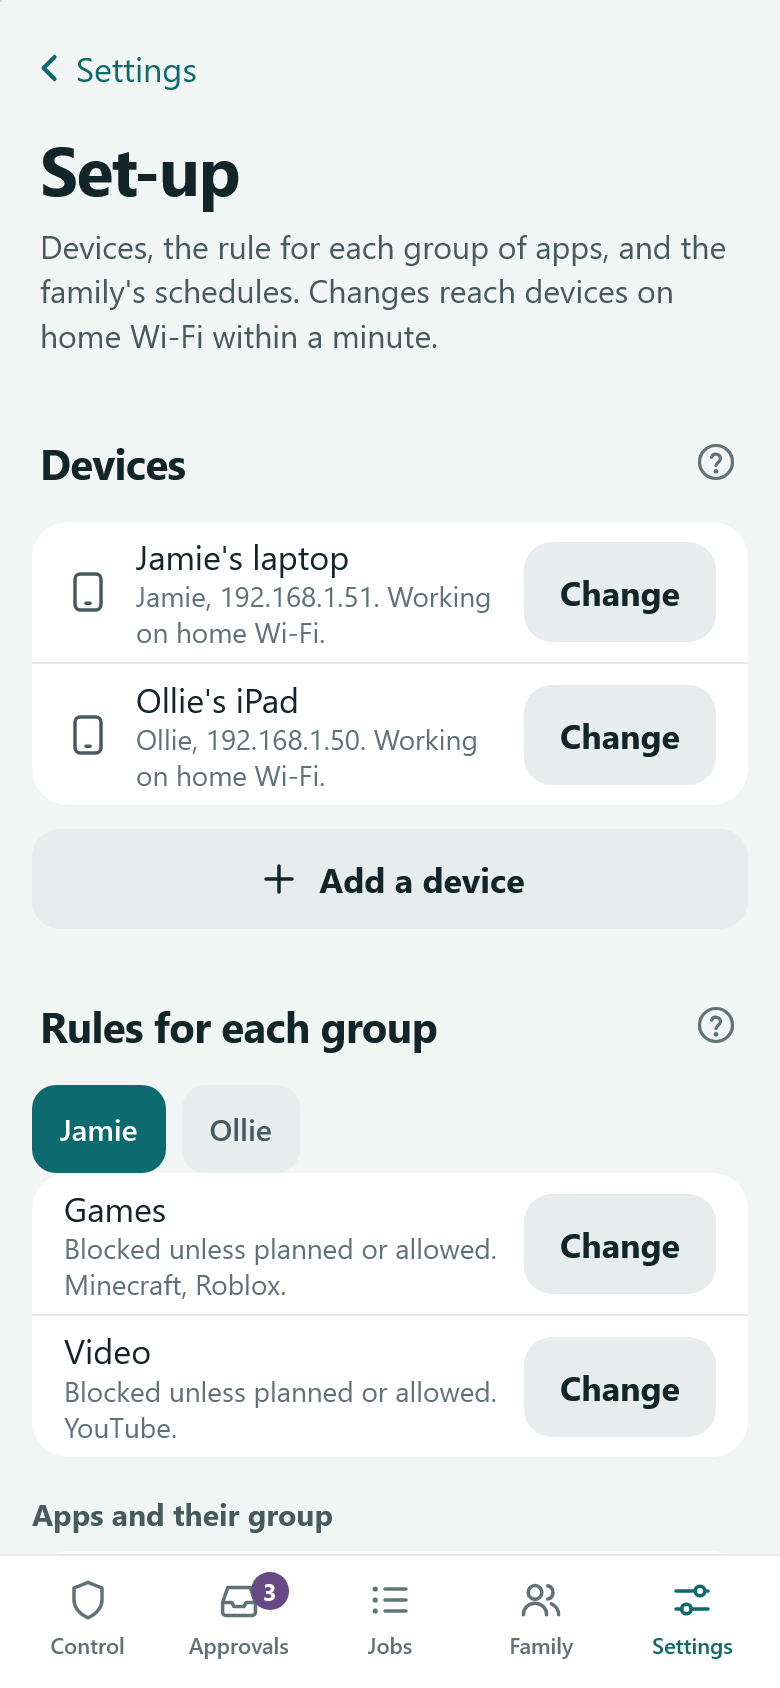 Settings
Set-up
Devices, the rule for each group of apps, and the
family's schedules. Changes reach devices on
home Wi-Fi within a minute.
Devices
Jamie's laptop
Jamie, 192.168.1.51. Working
on home Wi-Fi.
Change
Ollie's iPad
Ollie, 192.168.1.50. Working
on home Wi-Fi.
Change
Add a device
Rules for each group
Jamie
Ollie
Games
Blocked unless planned or allowed.
Minecraft, Roblox.
Change
Video
Blocked unless planned or allowed.
YouTube.
Change
Apps and their group
3
Control
Approvals
Jobs
Family
Settings